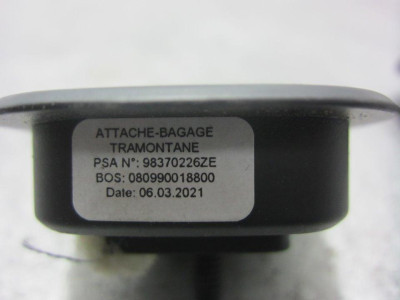 ATTACHE-BAGAGE
TRAMONTANE
PSA N°: 98370226ZE
BOS: 080990018800
Date: 06.03.2021